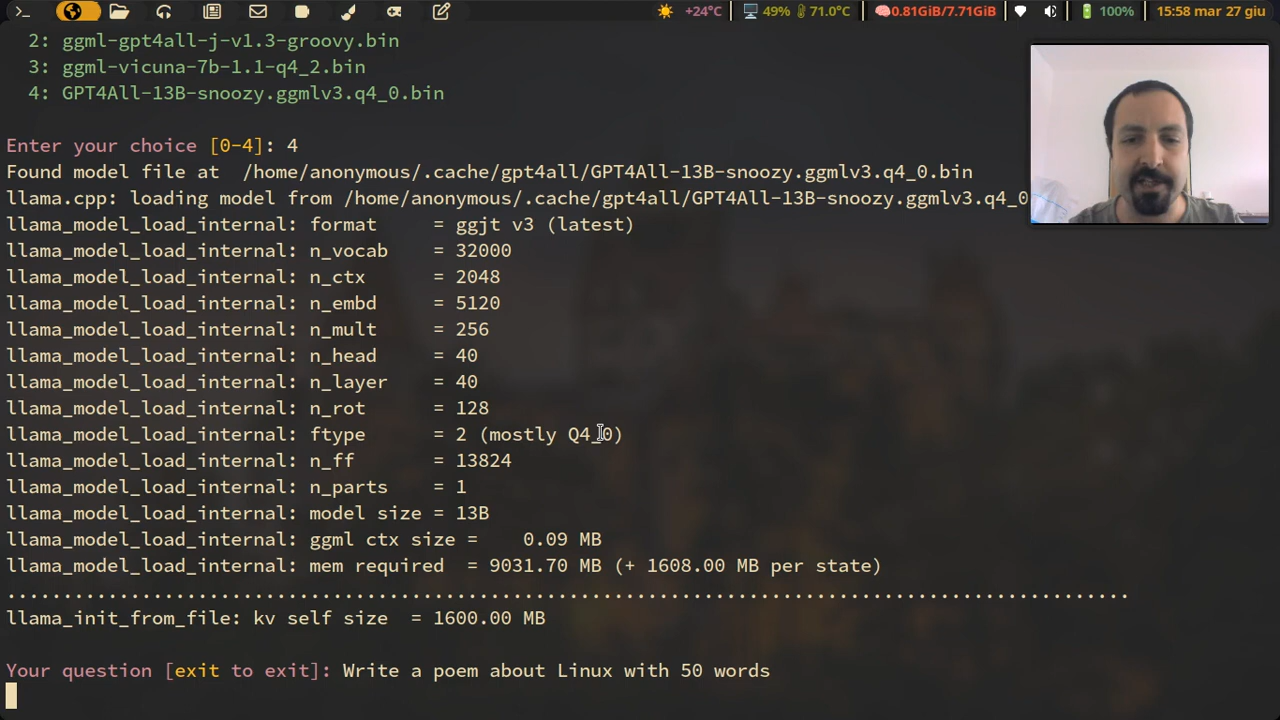 +24°C 49% 71.0°C 0.81GiB/7.71GiB 100% 15:58 mar 27 giu
2: ggml-gpt4all-j-v1.3-groovy.bin
3: ggml-vicuna-7b-1.1-q4_2.bin
4: GPT4All-13B-snoozy.ggmlv3.q4_0.bin
Enter your choice [0-4]: 4
Found model file at  /home/anonymous/.cache/gpt4all/GPT4All-13B-snoozy.ggmlv3.q4_0.bin
llama.cpp: loading model from /home/anonymous/.cache/gpt4all/GPT4All-13B-snoozy.ggmlv3.q4_0
llama_model_load_internal: format     = ggjt v3 (latest)
llama_model_load_internal: n_vocab    = 32000
llama_model_load_internal: n_ctx      = 2048
llama_model_load_internal: n_embd     = 5120
llama_model_load_internal: n_mult     = 256
llama_model_load_internal: n_head     = 40
llama_model_load_internal: n_layer    = 40
llama_model_load_internal: n_rot      = 128
llama_model_load_internal: ftype      = 2 (mostly Q4_0)
llama_model_load_internal: n_ff       = 13824
llama_model_load_internal: n_parts    = 1
llama_model_load_internal: model size = 13B
llama_model_load_internal: ggml ctx size =    0.09 MB
llama_model_load_internal: mem required  = 9031.70 MB (+ 1608.00 MB per state)
....................................................................................................
llama_init_from_file: kv self size  = 1600.00 MB
Your question [exit to exit]: Write a poem about Linux with 50 words